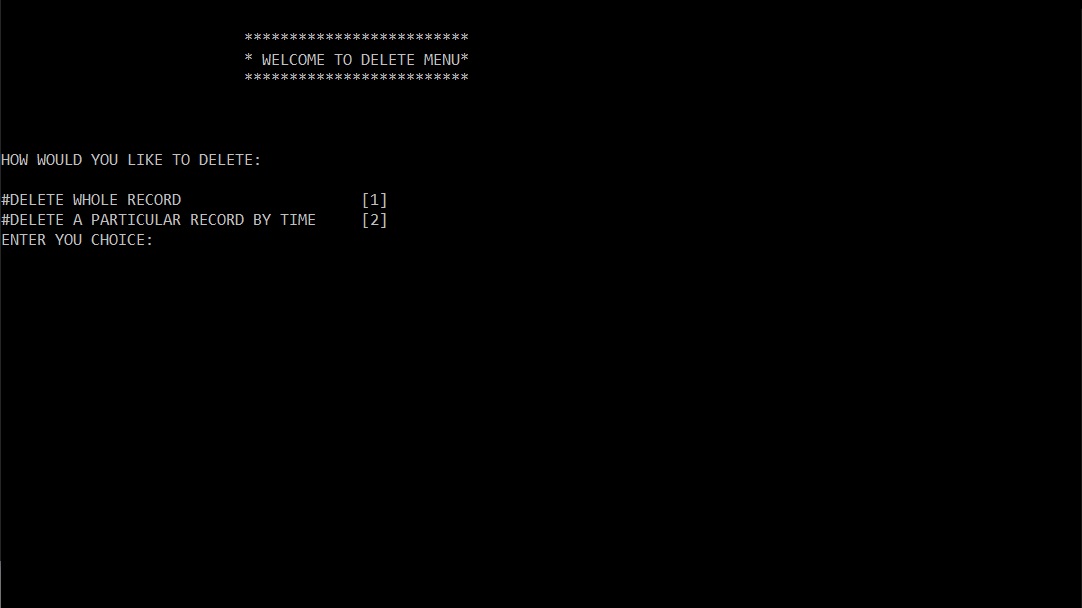 *************************
* WELCOME TO DELETE MENU*
*************************
HOW WOULD YOU LIKE TO DELETE:
#DELETE WHOLE RECORD                    [1]
#DELETE A PARTICULAR RECORD BY TIME     [2]
ENTER YOU CHOICE: